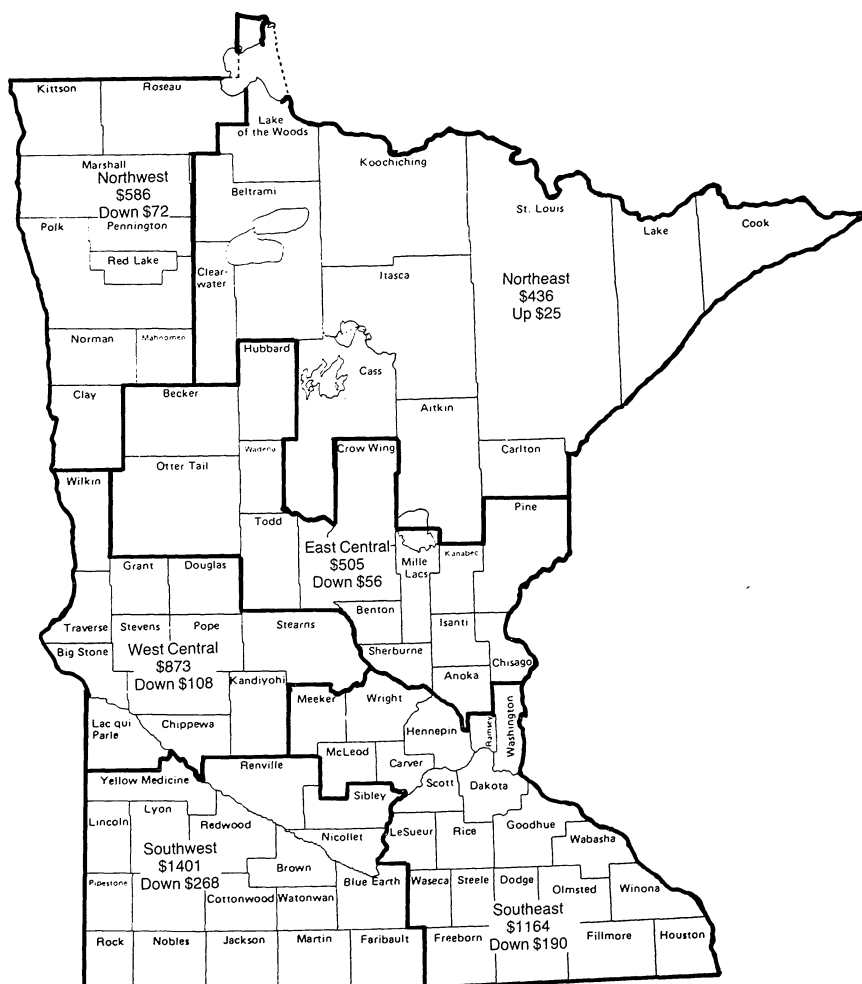 Kittson
Roseau
Lake
of the Woods
Koochiching
Marshall
Northwest
$586
Down $72
Beltrami
St. Louis
Lake
Cook
Polk
Pennington
Red Lake
Clear-
water
Itasca
Northeast
$436
Up $25
Norman
Mahnomen
Hubbard
Cass
Clay
Becker
Aitkin
Wadena
Crow Wing
Carlton
Otter Tail
Wilkin
Pine
Todd
East Central
$505
Down $56
Mille
Lacs
Kanabec
Grant
Douglas
Benton
Traverse
Stevens
Pope
Stearns
Isanti
Big Stone
West Central
$873
Down $108
Sherburne
Chisago
Kandiyohi
Anoka
Meeker
Wright
Washington
Lac qui
Parle
Chippewa
Hennepin
Ramsey
McLeod
Carver
Renville
Yellow Medicine
Scott
Dakota
Sibley
Lyon
Lincoln
Redwood
Nicollet
LeSueur
Rice
Goodhue
Wabasha
Southwest
$1401
Down $268
Brown
Pipestone
Blue Earth
Waseca
Steele
Dodge
Olmsted
Winona
Cottonwood
Watonwan
Southeast
$1164
Down $190
Rock
Nobles
Jackson
Martin
Faribault
Freeborn
Fillmore
Houston